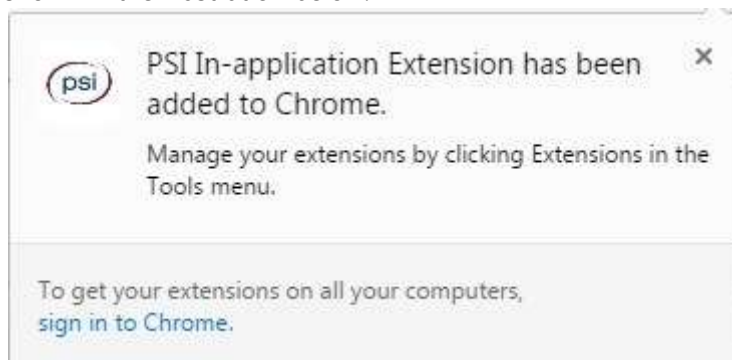 psi
PSI In-application Extension has been
added to Chrome.
Manage your extensions by clicking Extensions in the
Tools menu.
To get your extensions on all your computers,
sign in to Chrome.